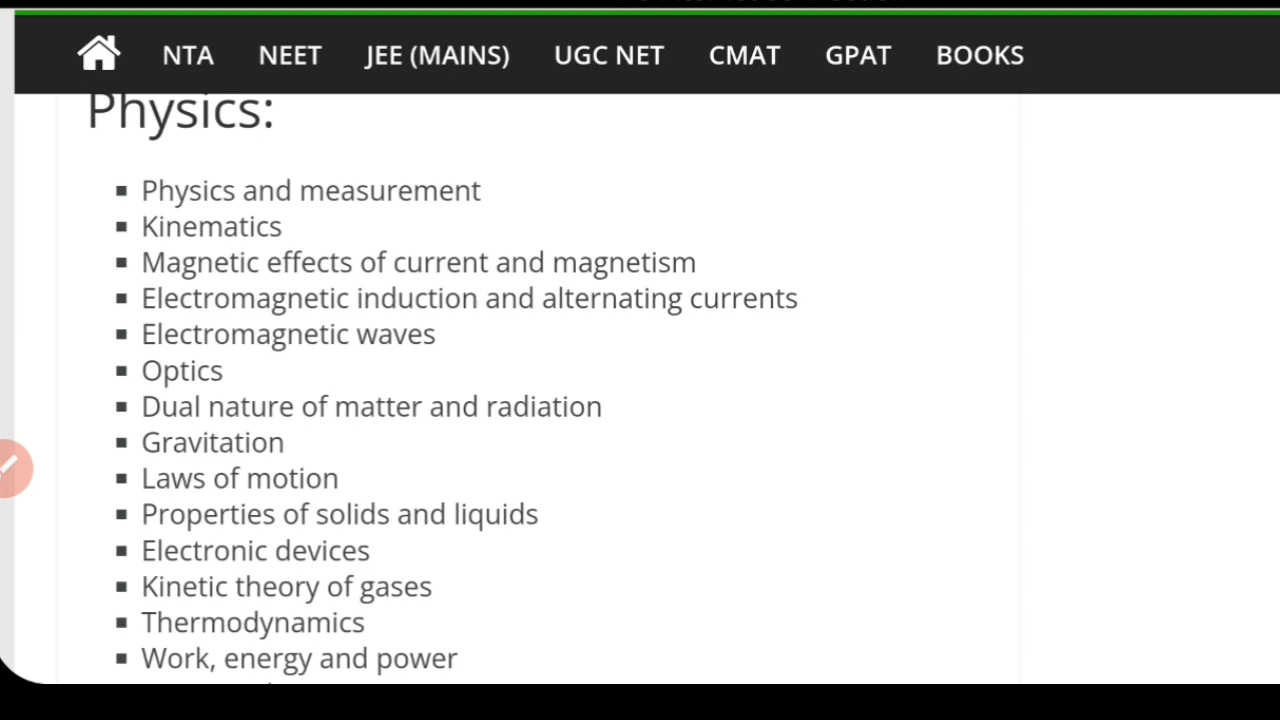 NTA NEET JEE (MAINS) UGC NET CMAT GPAT BOOKS
Physics:
▪ Physics and measurement
▪ Kinematics
▪ Magnetic effects of current and magnetism
▪ Electromagnetic induction and alternating currents
▪ Electromagnetic waves
▪ Optics
▪ Dual nature of matter and radiation
▪ Gravitation
▪ Laws of motion
▪ Properties of solids and liquids
▪ Electronic devices
▪ Kinetic theory of gases
▪ Thermodynamics
▪ Work, energy and power